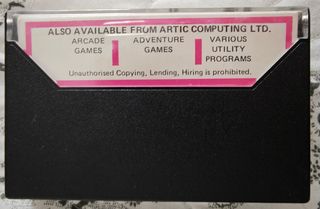 ALSO AVAILABLE FROM ARTIC COMPUTING LTD.
ARCADE ADVENTURE VARIOUS
GAMES GAMES UTILITY
PROGRAMS
Unauthorised Copying, Lending, Hiring is prohibited.